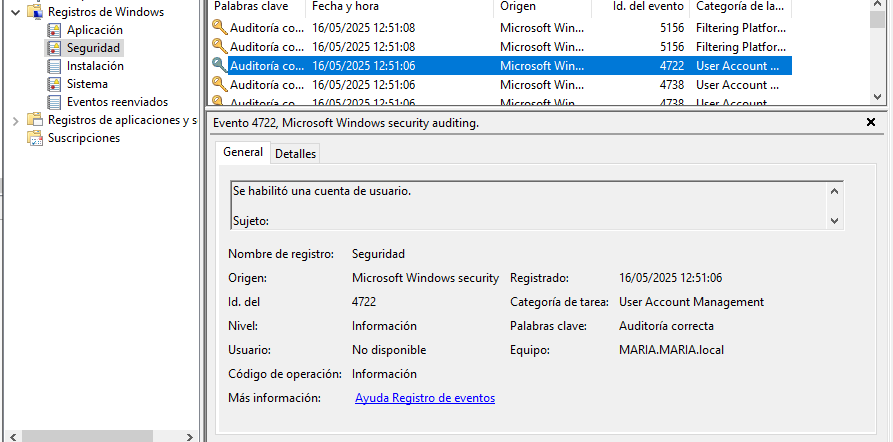 Registros de Windows
Aplicación
Seguridad
Instalación
Sistema
Eventos reenviados
Registros de aplicaciones y s
Suscripciones
Palabras clave Fecha y hora Origen Id. del evento Categoría de la...
Auditoría co... 16/05/2025 12:51:08 Microsoft Win... 5156 Filtering Platfor...
Auditoría co... 16/05/2025 12:51:08 Microsoft Win... 5156 Filtering Platfor...
Auditoría co... 16/05/2025 12:51:06 Microsoft Win... 4722 User Account ...
Auditoría co... 16/05/2025 12:51:06 Microsoft Win... 4738 User Account ...
Auditoría co... 16/05/2025 12:51:06 Microsoft Win... 4738 User Account ...
Evento 4722, Microsoft Windows security auditing.
General Detalles
Se habilitó una cuenta de usuario.
Sujeto:
Nombre de registro: Seguridad
Origen: Microsoft Windows security Registrado: 16/05/2025 12:51:06
Id. del 4722 Categoría de tarea: User Account Management
Nivel: Información Palabras clave: Auditoría correcta
Usuario: No disponible Equipo: MARIA.MARIA.local
Código de operación: Información
Más información: Ayuda Registro de eventos